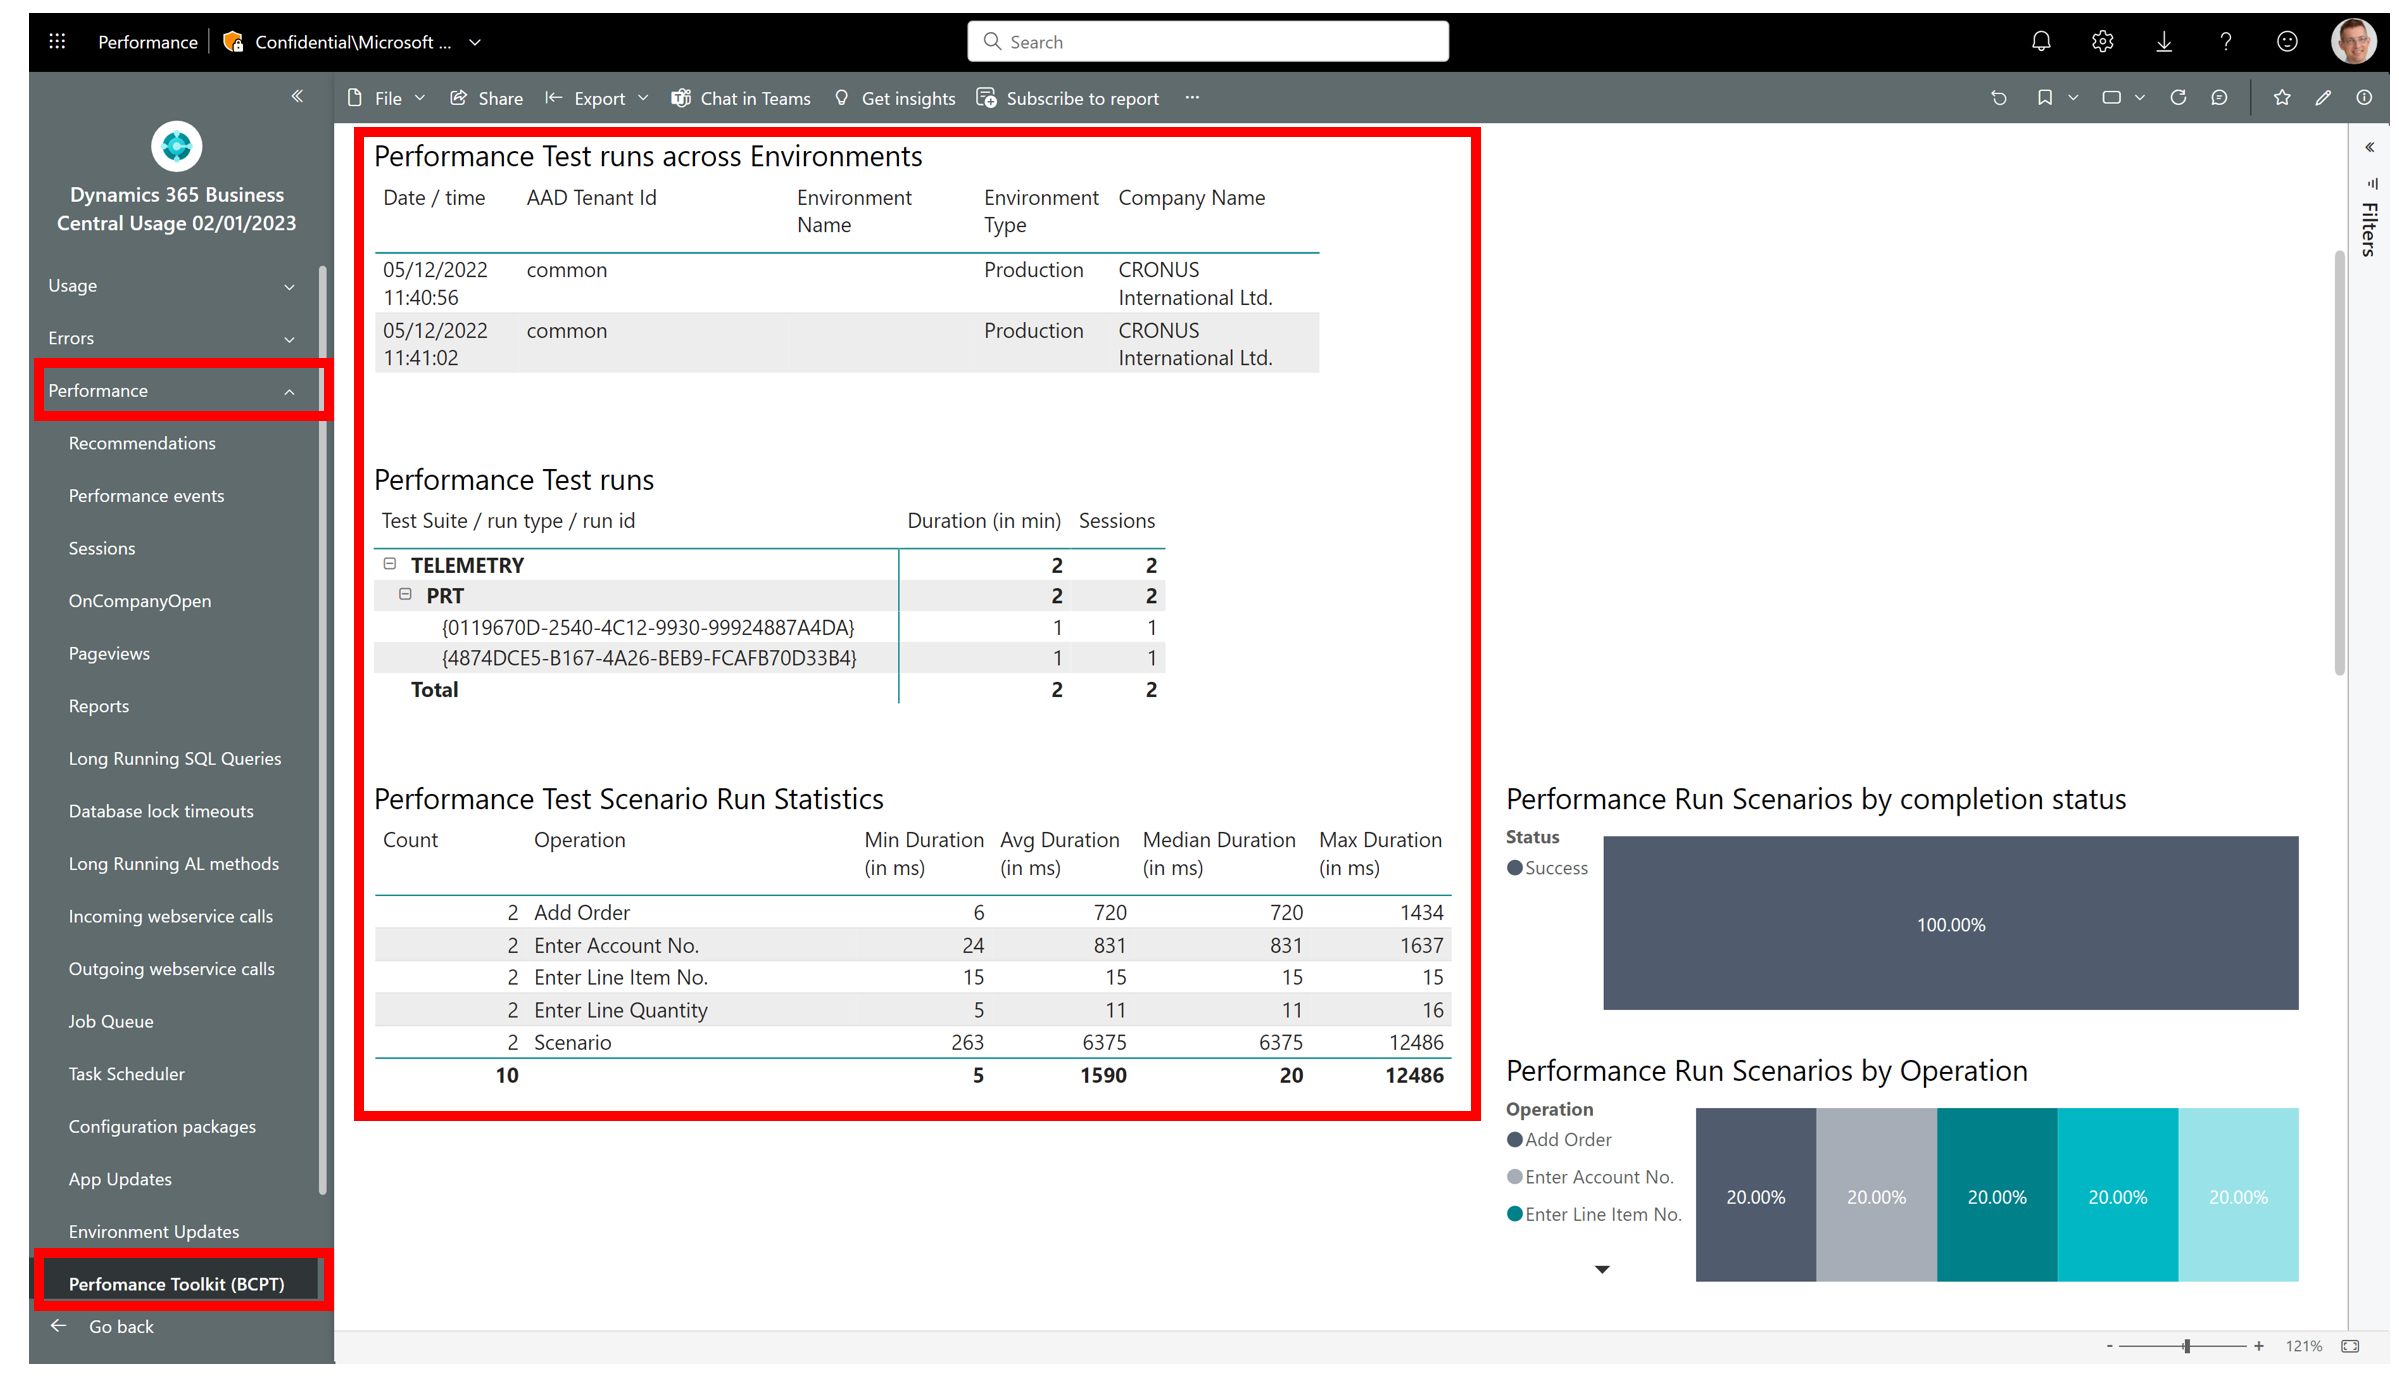 Performance
Confidential\Microsoft ...
Search
File
Share
Export
Chat in Teams
Get insights
Subscribe to report
...
Dynamics 365 Business
Central Usage 02/01/2023
Usage
Errors
Performance
Recommendations
Performance events
Sessions
OnCompanyOpen
Pageviews
Reports
Long Running SQL Queries
Database lock timeouts
Long Running AL methods
Incoming webservice calls
Outgoing webservice calls
Job Queue
Task Scheduler
Configuration packages
App Updates
Environment Updates
Perfomance Toolkit (BCPT)
Go back
Performance Test runs across Environments
Date / time AAD Tenant Id Environment Name Environment Type Company Name
05/12/2022 11:40:56 common Production CRONUS International Ltd.
05/12/2022 11:41:02 common Production CRONUS International Ltd.
Performance Test runs
Test Suite / run type / run id Duration (in min) Sessions
TELEMETRY 2 2
PRT 2 2
{0119670D-2540-4C12-9930-99924887A4DA} 1 1
{4874DCE5-B167-4A26-BEB9-FCAFB70D33B4} 1 1
Total 2 2
Performance Test Scenario Run Statistics
Count Operation Min Duration (in ms) Avg Duration (in ms) Median Duration (in ms) Max Duration (in ms)
2 Add Order 6 720 720 1434
2 Enter Account No. 24 831 831 1637
2 Enter Line Item No. 15 15 15 15
2 Enter Line Quantity 5 11 11 16
2 Scenario 263 6375 6375 12486
10 5 1590 20 12486
Performance Run Scenarios by completion status
Status
Success
100.00%
Performance Run Scenarios by Operation
Operation
Add Order
Enter Account No.
Enter Line Item No.
20.00% 20.00% 20.00% 20.00% 20.00%
Filters
- + 121%